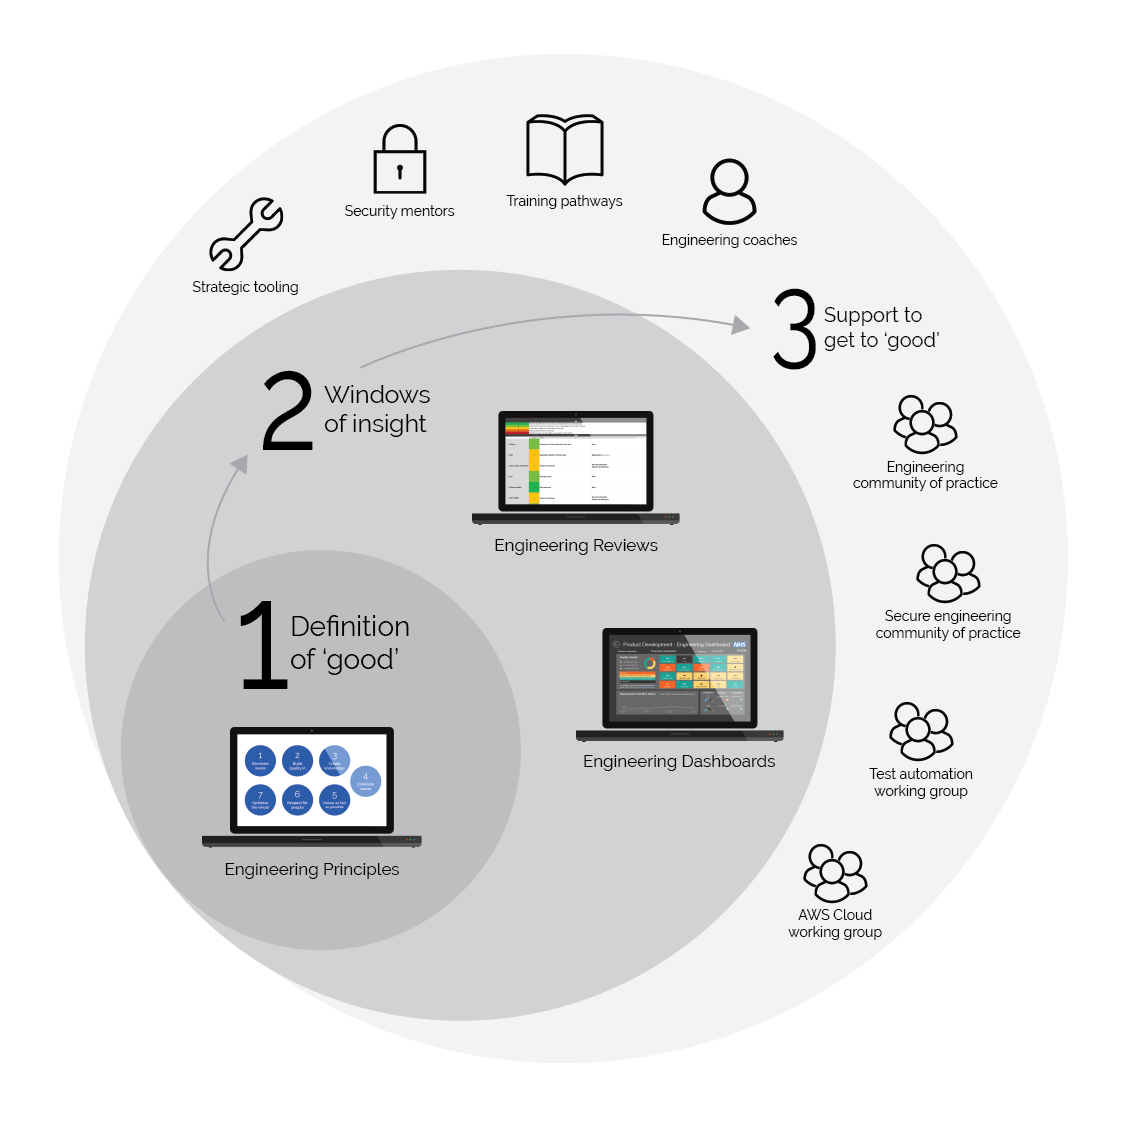 Strategic tooling
Security mentors
Training pathways
Engineering coaches
3
Support to
get to ‘good’
2
Windows
of insight
Engineering Reviews
Engineering
community of practice
Secure engineering
community of practice
1
Definition
of ‘good’
Product Development - Engineering Dashboard
NHS
Engineering Dashboards
Test automation
working group
1
Eliminate
waste
2
Build
quality in
3
Create
knowledge
4
Eliminate
waste
7
Optimise
the whole
6
Respect for
people
5
Deliver as fast
as possible
Engineering Principles
AWS Cloud
working group